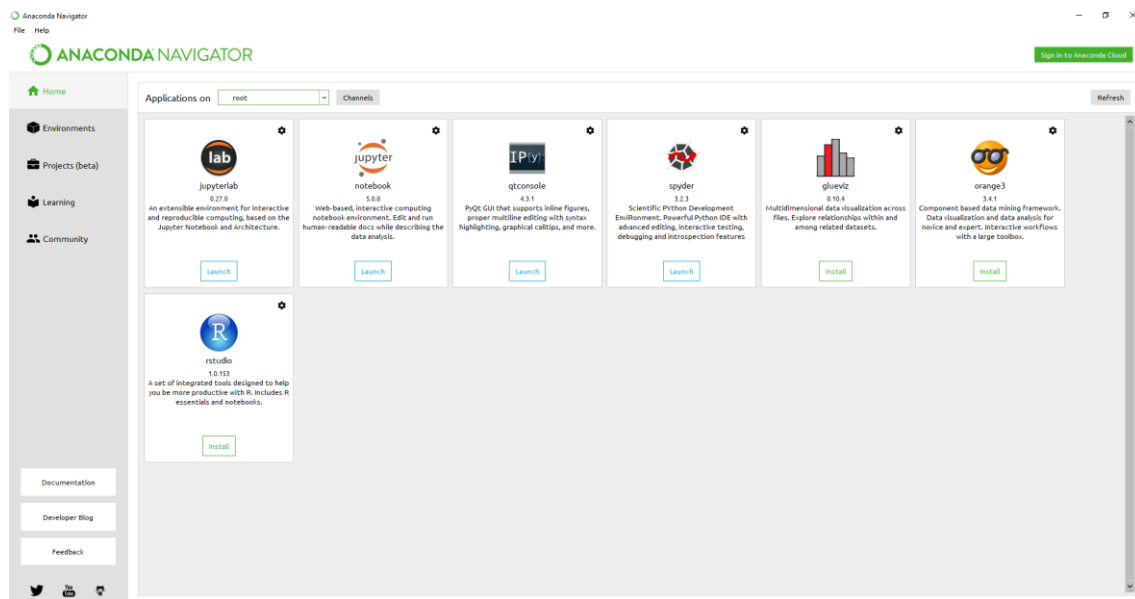 Anaconda Navigator
File Help
ANACONDA NAVIGATOR
Sign in to Anaconda Cloud
Home
Environments
Projects (beta)
Learning
Community
Documentation
Developer Blog
Feedback
Applications on root Channels Refresh
lab
jupyterlab
0.27.0
An extensible environment for interactive
and reproducible computing, based on the
Jupyter Notebook and Architecture.
Launch
jupyter
notebook
5.0.0
Web-based, interactive computing
notebook environment. Edit and run
human-readable docs while describing the
data analysis.
Launch
IP[y]:
qtconsole
4.3.1
PyQt GUI that supports inline figures,
proper multiline editing with syntax
highlighting, graphical calltips, and more.
Launch
spyder
3.2.3
Scientific PYthon Development
EnviRonment. Powerful Python IDE with
advanced editing, interactive testing,
debugging and introspection features
Launch
glueviz
0.10.4
Multidimensional data visualization across
files. Explore relationships within and
among related datasets.
Install
orange3
3.4.1
Component based data mining framework.
Data visualization and data analysis for
novice and expert. Interactive workflows
with a large toolbox.
Install
R
rstudio
1.0.153
A set of integrated tools designed to help
you be more productive with R. Includes R
essentials and notebooks.
Install
You
Tube